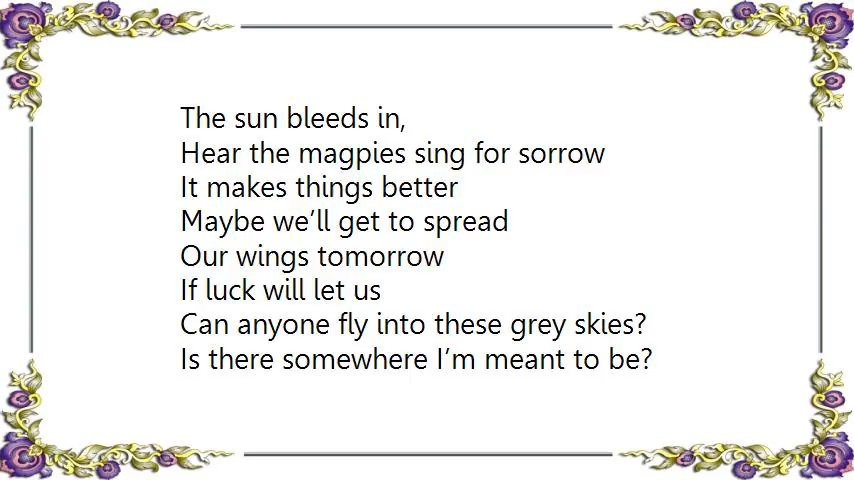 The sun bleeds in,
Hear the magpies sing for sorrow
It makes things better
Maybe we’ll get to spread
Our wings tomorrow
If luck will let us
Can anyone fly into these grey skies?
Is there somewhere I’m meant to be?